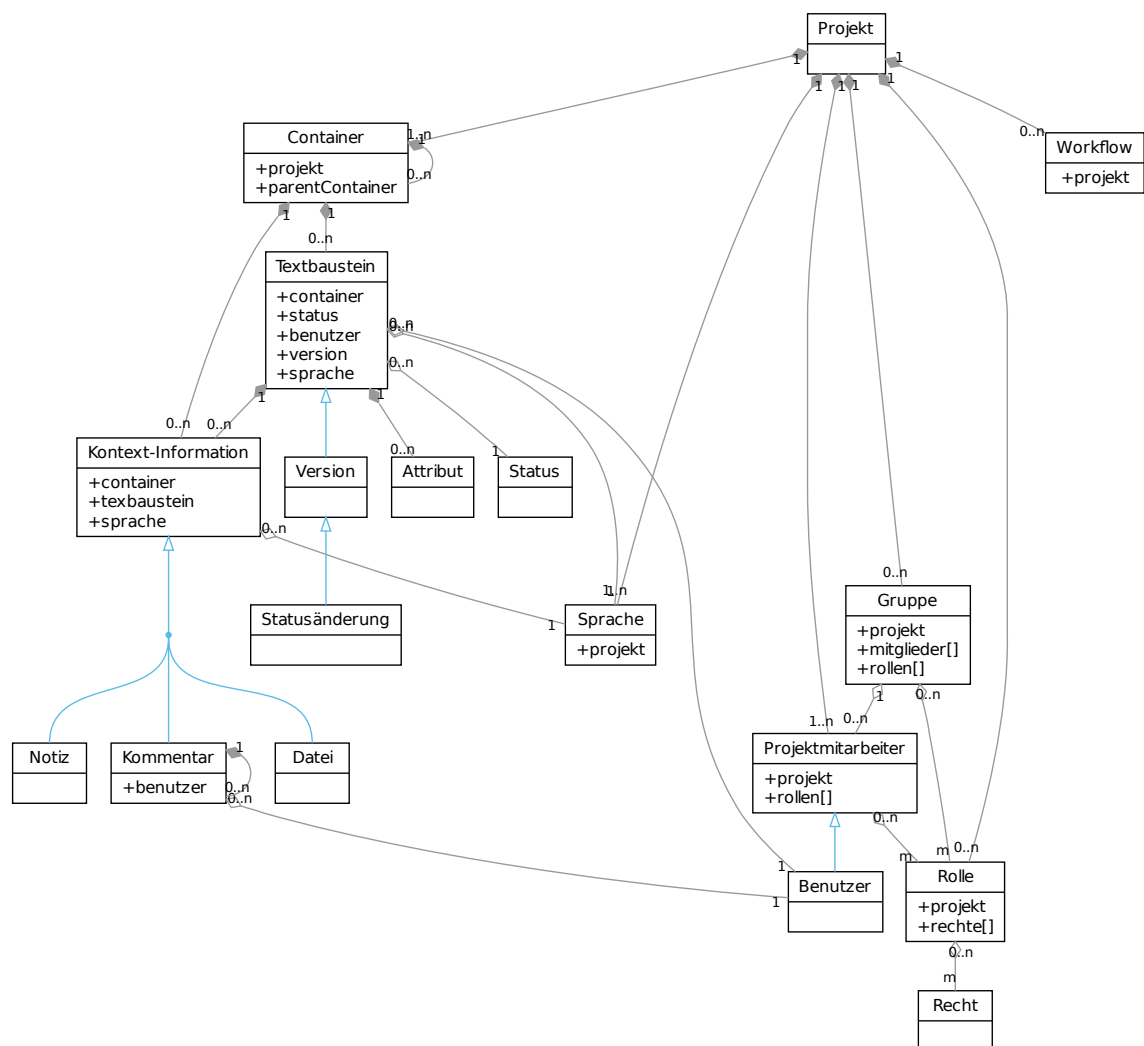 Projekt
1
1
1
1
1
1
Container
+projekt
+parentContainer
1..n
1
0..n
1
1
Workflow
0..n
+projekt
0..n
Textbaustein
+container
+status
+benutzer
+version
+sprache
0..n
0..n
0..n
1
1
0..n
0..n
Kontext-Information
+container
+texbaustein
+sprache
0..n
Version
0..n
Attribut
1
Status
Statusänderung
1
1..n
1
Sprache
+projekt
0..n
Gruppe
+projekt
+mitglieder[]
+rollen[]
1
0..n
Notiz
Kommentar
+benutzer
1
0..n
0..n
Datei
1..n
0..n
Projektmitarbeiter
+projekt
+rollen[]
0..n
m
m
0..n
1
1
Benutzer
Rolle
+projekt
+rechte[]
0..n
m
Recht